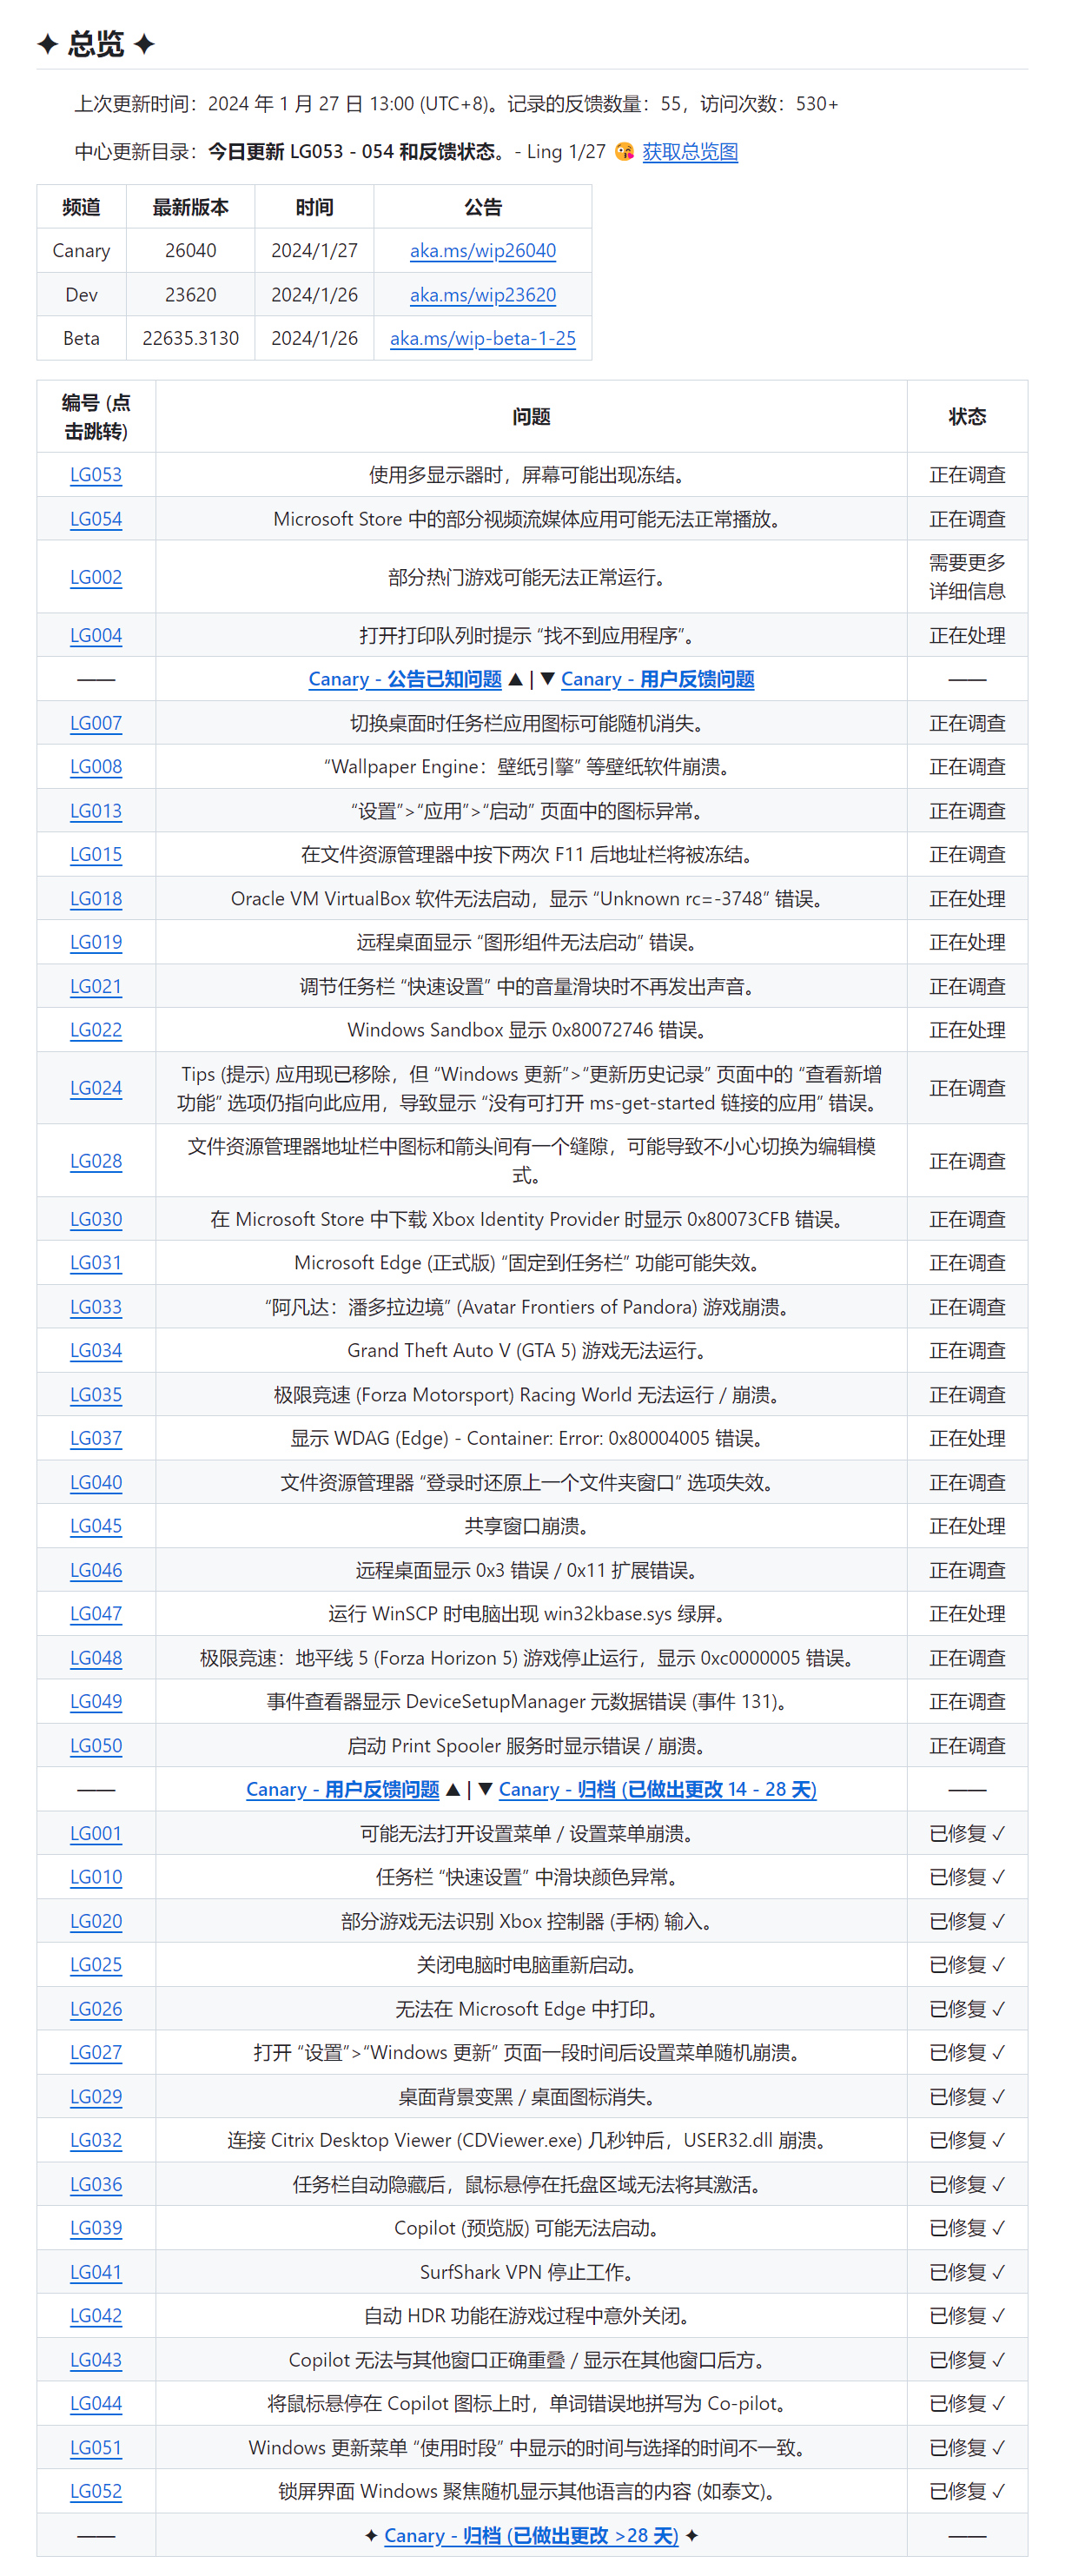 ✦ 总览 ✦
上次更新时间：2024 年 1 月 27 日 13:00 (UTC+8)。记录的反馈数量：55，访问次数：530+
中心更新目录：今日更新 LG053 - 054 和反馈状态。- Ling 1/27 😘 获取总览图
频道 最新版本 时间 公告
Canary 26040 2024/1/27 aka.ms/wip26040
Dev 23620 2024/1/26 aka.ms/wip23620
Beta 22635.3130 2024/1/26 aka.ms/wip-beta-1-25
编号 (点
击跳转) 问题 状态
LG053 使用多显示器时，屏幕可能出现冻结。 正在调查
LG054 Microsoft Store 中的部分视频流媒体应用可能无法正常播放。 正在调查
LG002 部分热门游戏可能无法正常运行。 需要更多
详细信息
LG004 打开打印队列时提示 “找不到应用程序”。 正在处理
—— Canary - 公告已知问题 ▲ | ▼ Canary - 用户反馈问题 ——
LG007 切换桌面时任务栏应用图标可能随机消失。 正在调查
LG008 “Wallpaper Engine：壁纸引擎” 等壁纸软件崩溃。 正在调查
LG013 “设置”>“应用”>“启动” 页面中的图标异常。 正在调查
LG015 在文件资源管理器中按下两次 F11 后地址栏将被冻结。 正在调查
LG018 Oracle VM VirtualBox 软件无法启动，显示 “Unknown rc=-3748” 错误。 正在处理
LG019 远程桌面显示 “图形组件无法启动” 错误。 正在处理
LG021 调节任务栏 “快速设置” 中的音量滑块时不再发出声音。 正在调查
LG022 Windows Sandbox 显示 0x80072746 错误。 正在处理
LG024 Tips (提示) 应用现已移除，但 “Windows 更新”>“更新历史记录” 页面中的 “查看新增
功能” 选项仍指向此应用，导致显示 “没有可打开 ms-get-started 链接的应用” 错误。 正在调查
LG028 文件资源管理器地址栏中图标和箭头间有一个缝隙，可能导致不小心切换为编辑模
式。 正在调查
LG030 在 Microsoft Store 中下载 Xbox Identity Provider 时显示 0x80073CFB 错误。 正在调查
LG031 Microsoft Edge (正式版) “固定到任务栏” 功能可能失效。 正在调查
LG033 “阿凡达：潘多拉边境” (Avatar Frontiers of Pandora) 游戏崩溃。 正在调查
LG034 Grand Theft Auto V (GTA 5) 游戏无法运行。 正在调查
LG035 极限竞速 (Forza Motorsport) Racing World 无法运行 / 崩溃。 正在调查
LG037 显示 WDAG (Edge) - Container: Error: 0x80004005 错误。 正在处理
LG040 文件资源管理器 “登录时还原上一个文件夹窗口” 选项失效。 正在调查
LG045 共享窗口崩溃。 正在处理
LG046 远程桌面显示 0x3 错误 / 0x11 扩展错误。 正在调查
LG047 运行 WinSCP 时电脑出现 win32kbase.sys 绿屏。 正在处理
LG048 极限竞速：地平线 5 (Forza Horizon 5) 游戏停止运行，显示 0xc0000005 错误。 正在调查
LG049 事件查看器显示 DeviceSetupManager 元数据错误 (事件 131)。 正在调查
LG050 启动 Print Spooler 服务时显示错误 / 崩溃。 正在调查
—— Canary - 用户反馈问题 ▲ | ▼ Canary - 归档 (已做出更改 14 - 28 天) ——
LG001 可能无法打开设置菜单 / 设置菜单崩溃。 已修复 ✓
LG010 任务栏 “快速设置” 中滑块颜色异常。 已修复 ✓
LG020 部分游戏无法识别 Xbox 控制器 (手柄) 输入。 已修复 ✓
LG025 关闭电脑时电脑重新启动。 已修复 ✓
LG026 无法在 Microsoft Edge 中打印。 已修复 ✓
LG027 打开 “设置”>“Windows 更新” 页面一段时间后设置菜单随机崩溃。 已修复 ✓
LG029 桌面背景变黑 / 桌面图标消失。 已修复 ✓
LG032 连接 Citrix Desktop Viewer (CDViewer.exe) 几秒钟后，USER32.dll 崩溃。 已修复 ✓
LG036 任务栏自动隐藏后，鼠标悬停在托盘区域无法将其激活。 已修复 ✓
LG039 Copilot (预览版) 可能无法启动。 已修复 ✓
LG041 SurfShark VPN 停止工作。 已修复 ✓
LG042 自动 HDR 功能在游戏过程中意外关闭。 已修复 ✓
LG043 Copilot 无法与其他窗口正确重叠 / 显示在其他窗口后方。 已修复 ✓
LG044 将鼠标悬停在 Copilot 图标上时，单词错误地拼写为 Co-pilot。 已修复 ✓
LG051 Windows 更新菜单 “使用时段” 中显示的时间与选择的时间不一致。 已修复 ✓
LG052 锁屏界面 Windows 聚焦随机显示其他语言的内容 (如泰文)。 已修复 ✓
—— ✦ Canary - 归档 (已做出更改 >28 天) ✦ ——